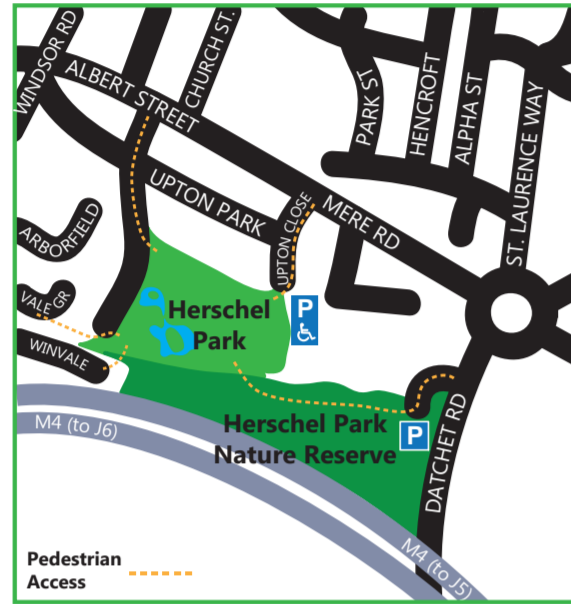 WINDSOR RD
ALBERT STREET
CHURCH ST.
PARK ST
HENCROFT
ALPHA ST
ST. LAURENCE WAY
UPTON PARK
UPTON CLOSE
MERE RD
ARBORFIELD
VALE GR
WINVALE
Herschel
Park
P
Herschel Park
Nature Reserve
P
DATCHET RD
M4 (to J6)
M4 (to J5)
Pedestrian
Access